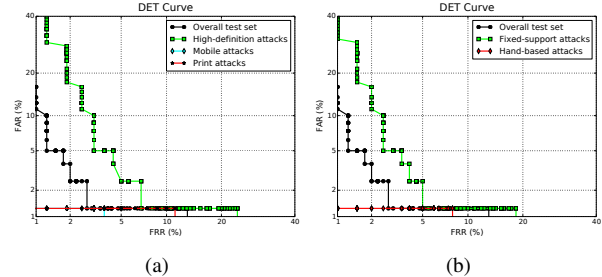 DET Curve
Overall test set
High-definition attacks
Mobile attacks
Print attacks
FAR (%)
40
20
10
5
2
1
1 2 5 10 20 40
FRR (%)
(a)
DET Curve
Overall test set
Fixed-support attacks
Hand-based attacks
FAR (%)
40
20
10
5
2
1
1 2 5 10 20 40
FRR (%)
(b)